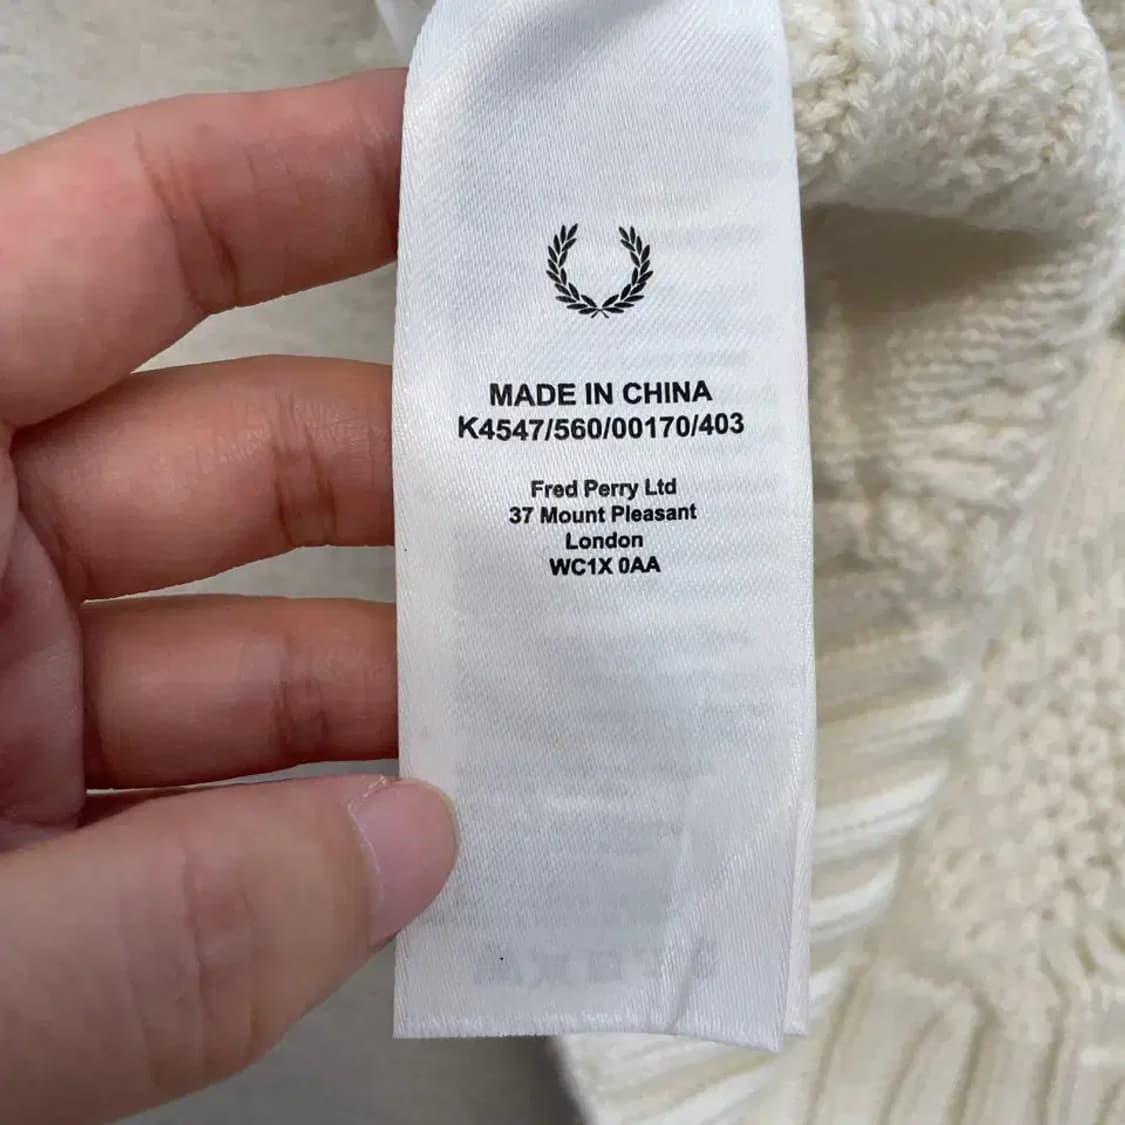 MADE IN CHINA
K4547/560/00170/403
Fred Perry Ltd
37 Mount Pleasant
London
WC1X 0AA